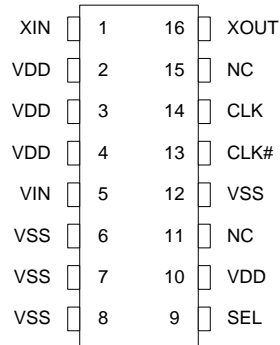 XIN 1 16 XOUT
VDD 2 15 NC
VDD 3 14 CLK
VDD 4 13 CLK#
VIN 5 12 VSS
VSS 6 11 NC
VSS 7 10 VDD
VSS 8 9 SEL